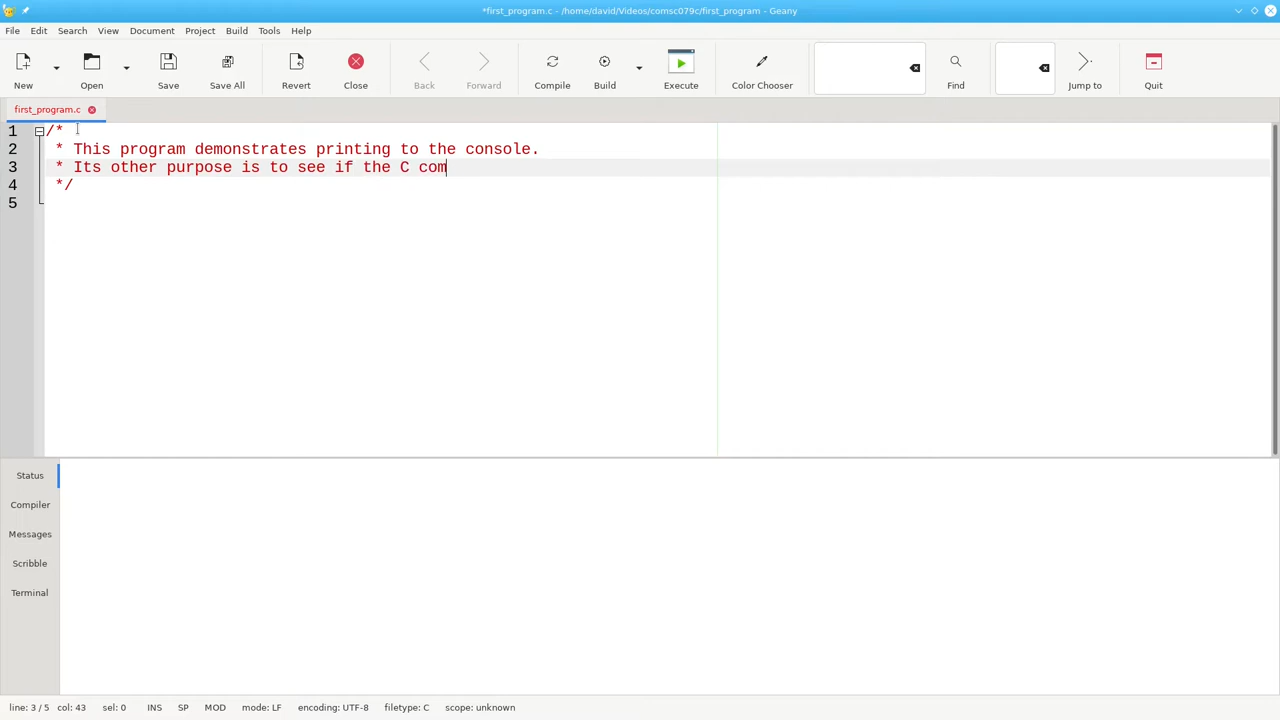 *first_program.c - /home/david/Videos/comsc079c/first_program - Geany
File Edit Search View Document Project Build Tools Help
New Open Save Save All Revert Close Back Forward Compile Build Execute Color Chooser Find Jump to Quit
first_program.c
1 /*
2 * This program demonstrates printing to the console.
3 * Its other purpose is to see if the C com
4 */
5
Status
Compiler
Messages
Scribble
Terminal
line: 3 / 5 col: 43 sel: 0 INS SP MOD mode: LF encoding: UTF-8 filetype: C scope: unknown